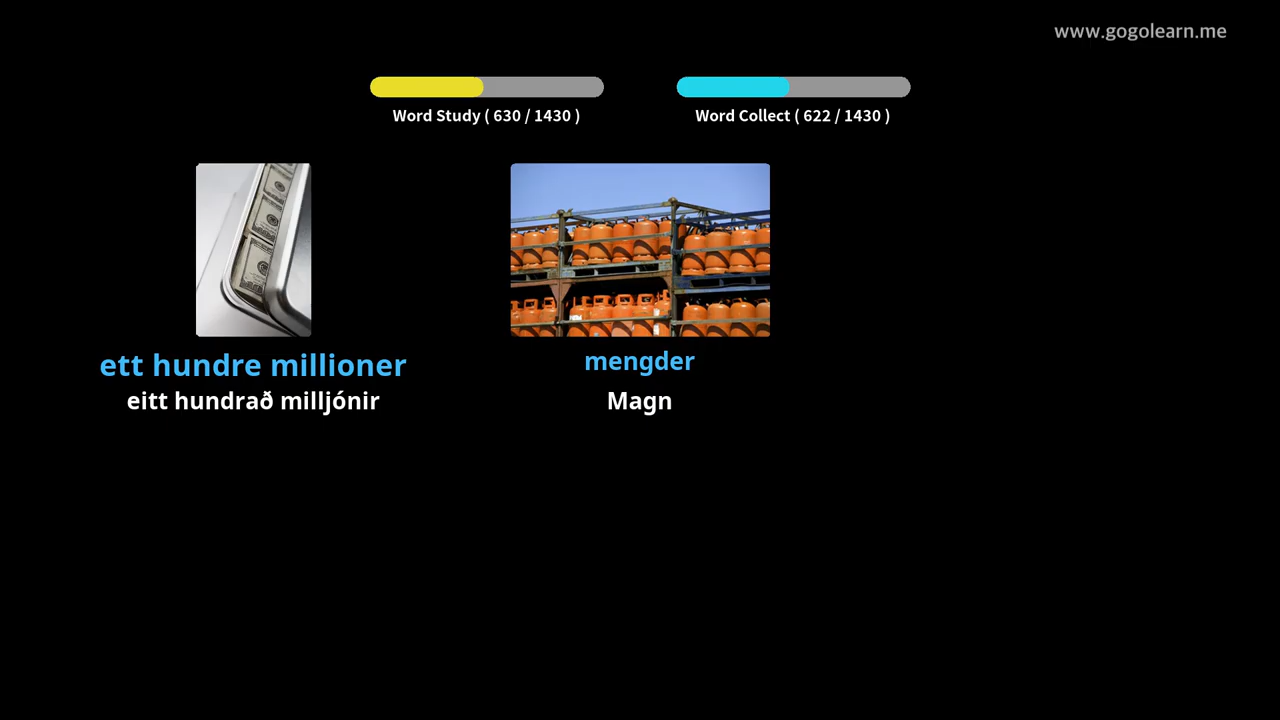 www.gogolearn.me
Word Study ( 630 / 1430 )
Word Collect ( 622 / 1430 )
ett hundre millioner
eitt hundrað milljónir
mengder
Magn